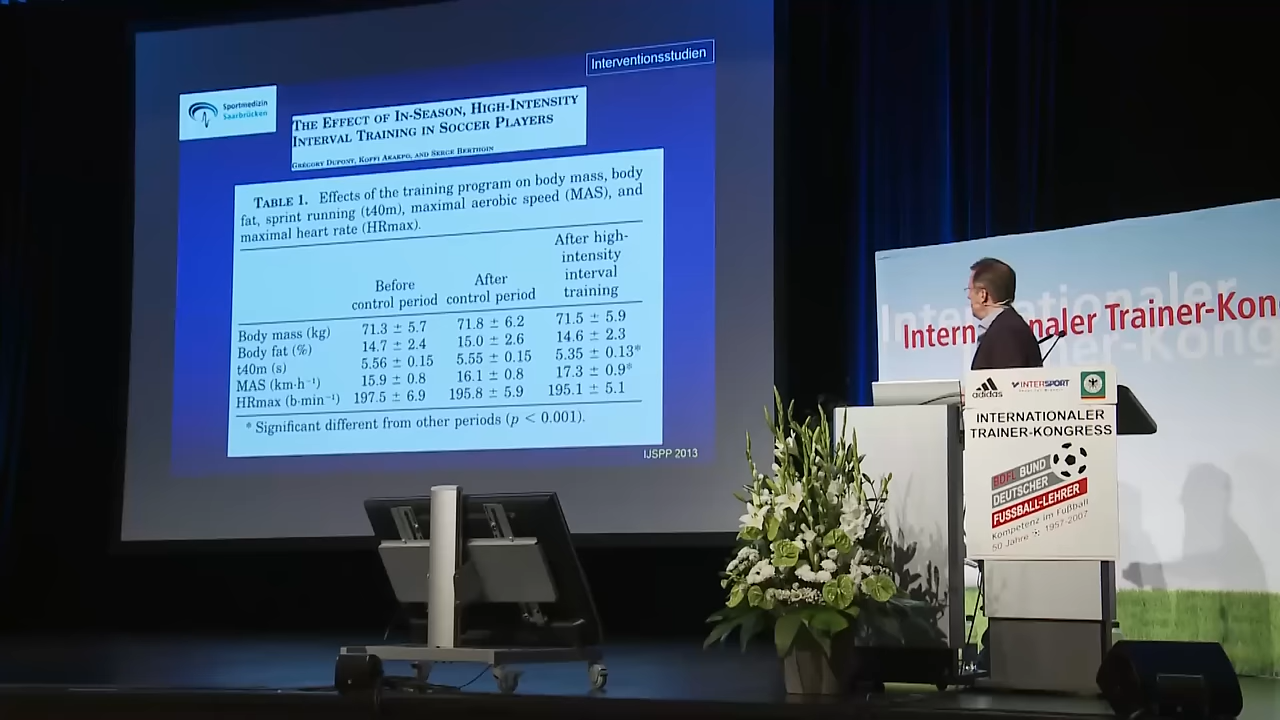 Interventionsstudien
Sportmedizin
Saarbrücken
THE EFFECT OF IN-SEASON, HIGH-INTENSITY
INTERVAL TRAINING IN SOCCER PLAYERS
GRÉGORY DUPONT, KOFFI AKAKPO, AND SERGE BERTHOIN
TABLE 1. Effects of the training program on body mass, body
fat, sprint running (t40m), maximal aerobic speed (MAS), and
maximal heart rate (HRmax).
Before control period After control period After high-intensity interval training
Body mass (kg) 71.3 ± 5.7 71.8 ± 6.2 71.5 ± 5.9
Body fat (%) 14.7 ± 2.4 15.0 ± 2.6 14.6 ± 2.3
t40m (s) 5.56 ± 0.15 5.55 ± 0.15 5.35 ± 0.13*
MAS (km·h⁻¹) 15.9 ± 0.8 16.1 ± 0.8 17.3 ± 0.9*
HRmax (b·min⁻¹) 197.5 ± 6.9 195.8 ± 5.9 195.1 ± 5.1
* Significant different from other periods (p < 0.001).
IJSPP 2013
Internationaler
Trainer-Kong
adidas
INTERSPORT
INTERNATIONALER
TRAINER-KONGRESS
BDFL BUND
DEUTSCHER
FUSSBALL-LEHRER
Kompetenz im Fußball
50 Jahre 1957-2007